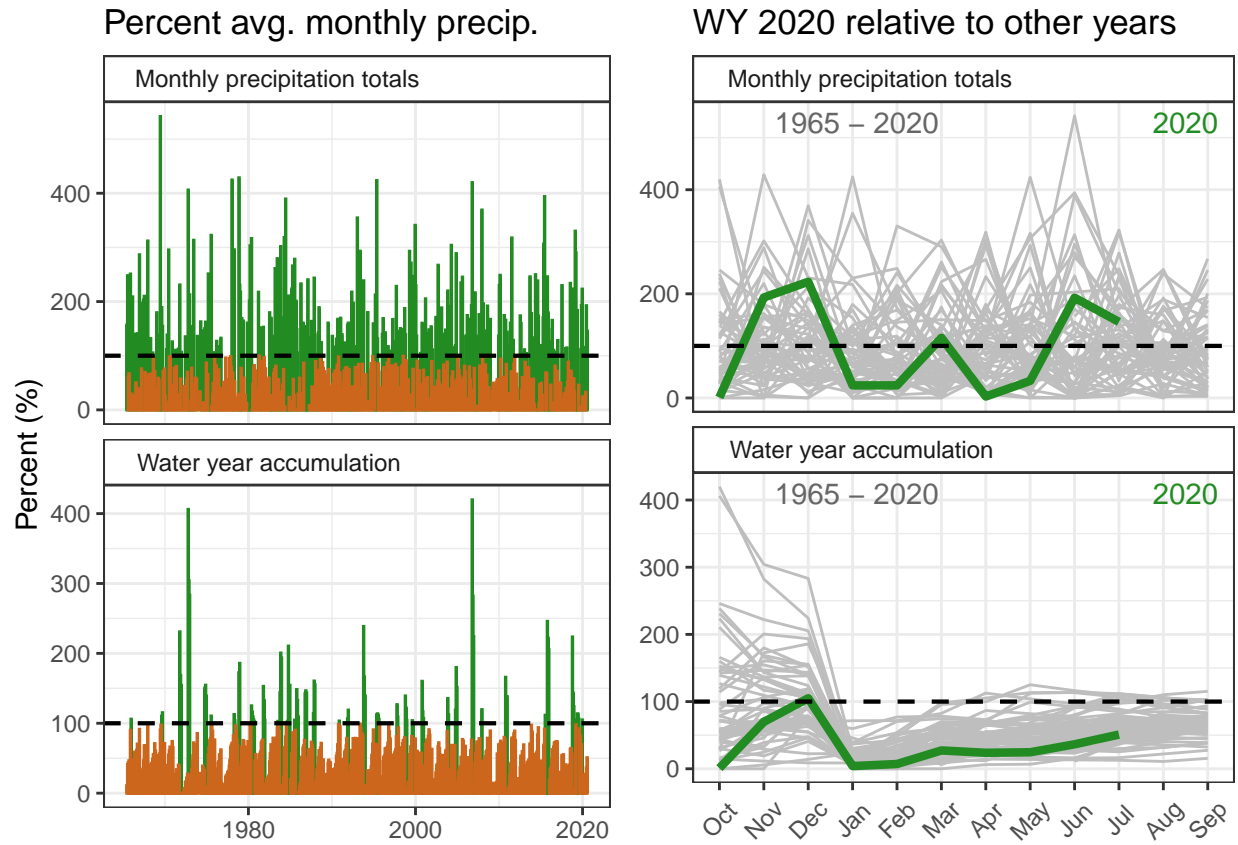 Percent avg. monthly precip.
Monthly precipitation totals
400
200
0
Water year accumulation
400
300
200
100
0
1980
2000
2020
Percent (%)
WY 2020 relative to other years
Monthly precipitation totals
1965 – 2020
2020
400
200
0
Water year accumulation
1965 – 2020
2020
400
300
200
100
0
Oct
Nov
Dec
Jan
Feb
Mar
Apr
May
Jun
Jul
Aug
Sep